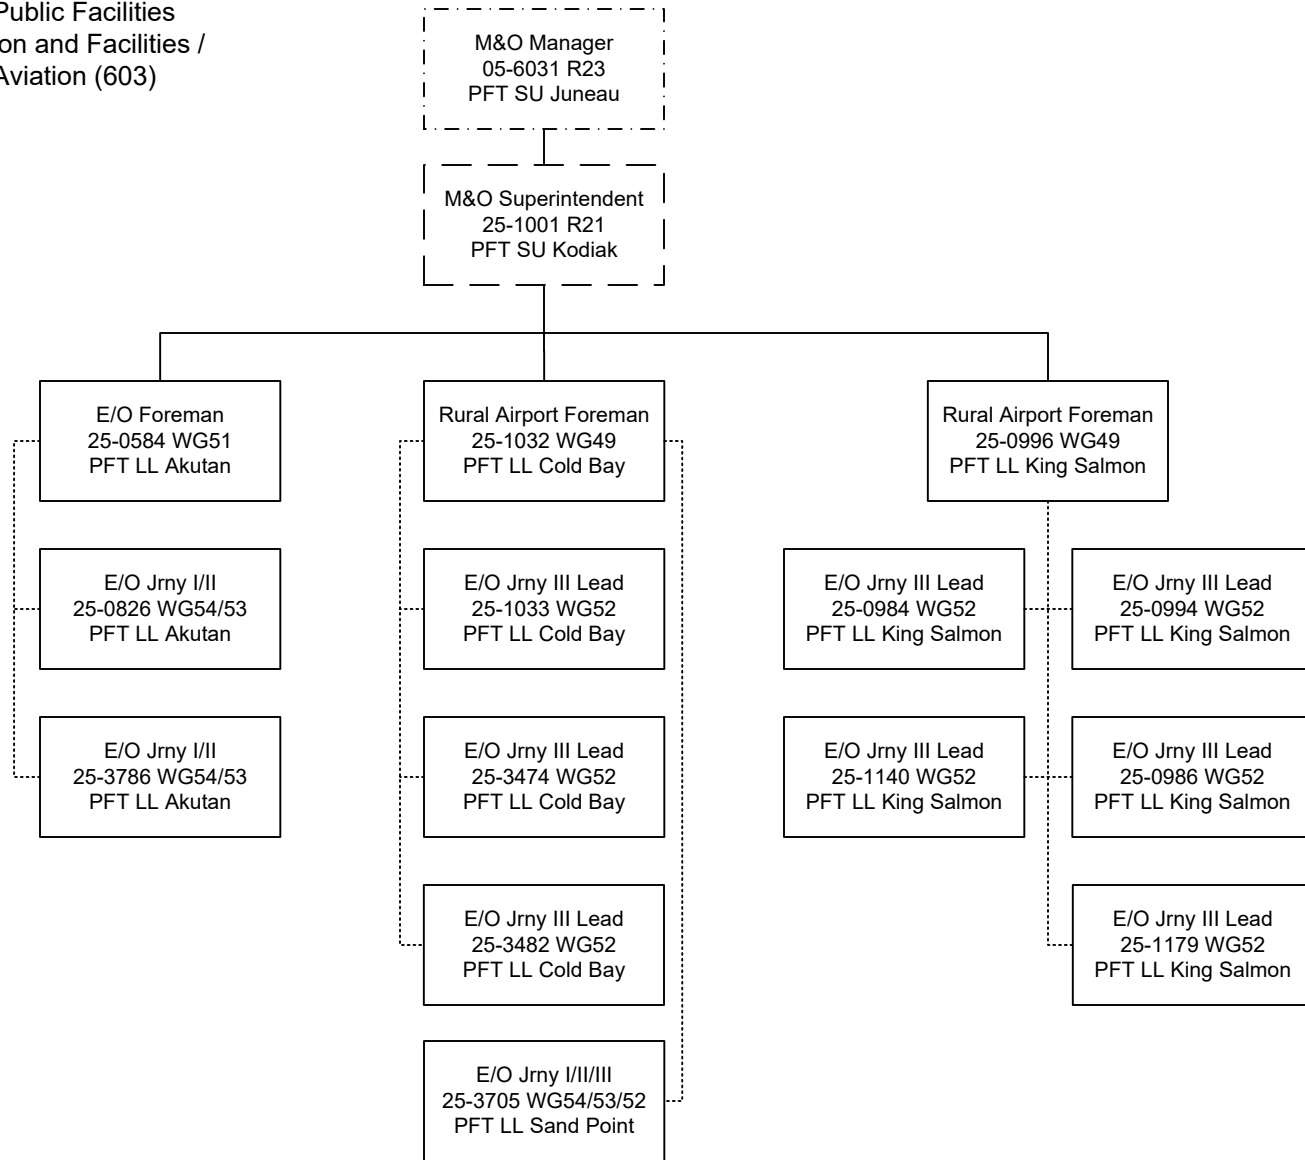 Public Facilities
on and Facilities /
Aviation (603)
M&O Manager
05-6031 R23
PFT SU Juneau
M&O Superintendent
25-1001 R21
PFT SU Kodiak
E/O Foreman
25-0584 WG51
PFT LL Akutan
Rural Airport Foreman
25-1032 WG49
PFT LL Cold Bay
Rural Airport Foreman
25-0996 WG49
PFT LL King Salmon
E/O Jrny I/II
25-0826 WG54/53
PFT LL Akutan
E/O Jrny III Lead
25-1033 WG52
PFT LL Cold Bay
E/O Jrny III Lead
25-0984 WG52
PFT LL King Salmon
E/O Jrny III Lead
25-0994 WG52
PFT LL King Salmon
E/O Jrny I/II
25-3786 WG54/53
PFT LL Akutan
E/O Jrny III Lead
25-3474 WG52
PFT LL Cold Bay
E/O Jrny III Lead
25-1140 WG52
PFT LL King Salmon
E/O Jrny III Lead
25-0986 WG52
PFT LL King Salmon
E/O Jrny III Lead
25-3482 WG52
PFT LL Cold Bay
E/O Jrny III Lead
25-1179 WG52
PFT LL King Salmon
E/O Jrny I/II/III
25-3705 WG54/53/52
PFT LL Sand Point